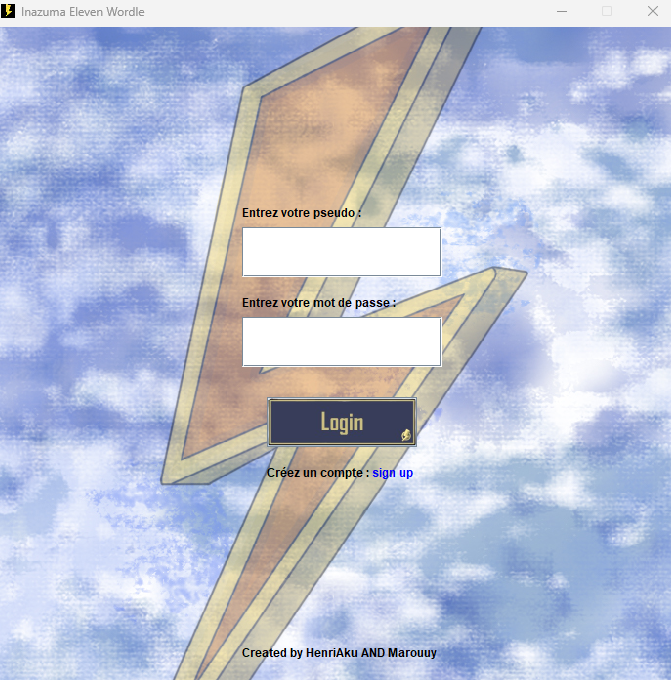 Inazuma Eleven Wordle
Entrez votre pseudo :
Entrez votre mot de passe :
Login
Créez un compte : sign up
Created by HenriAku AND Marouuy